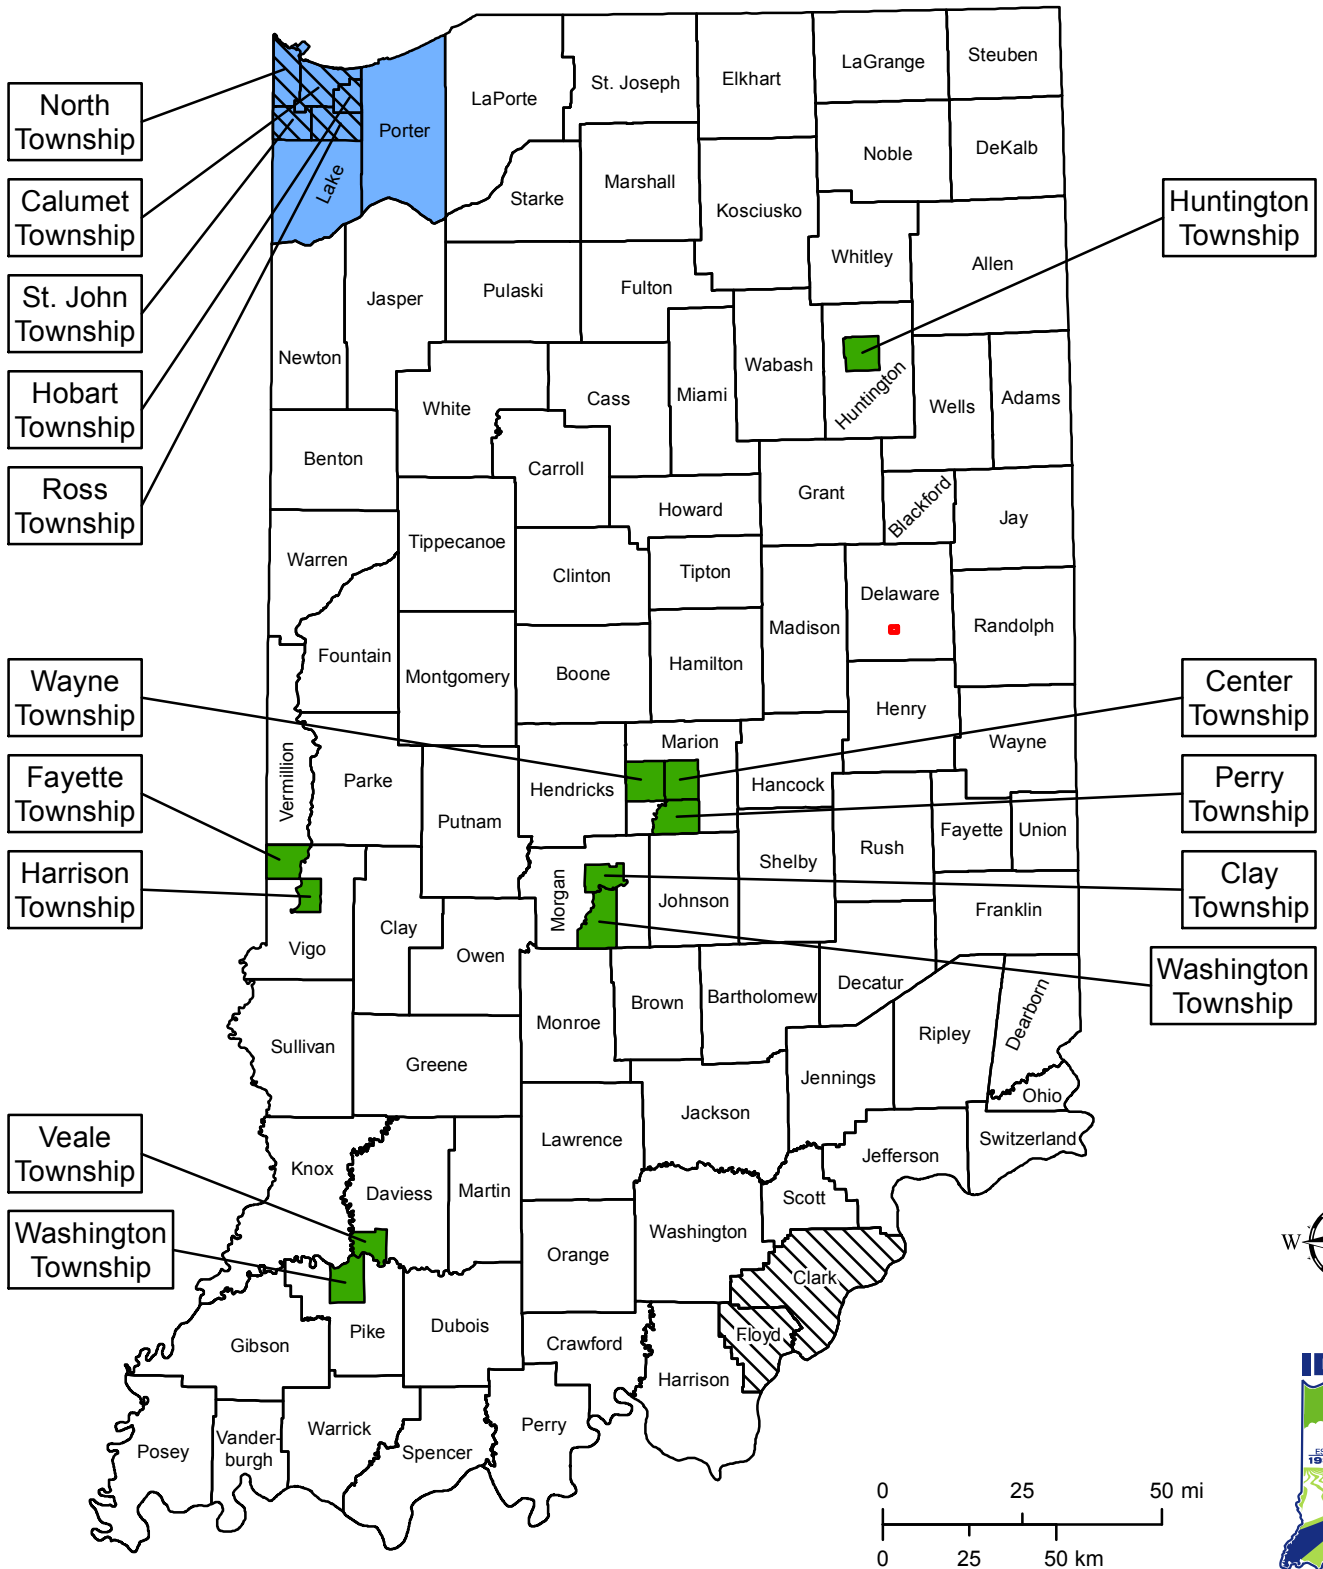 North
Township
Calumet
Township
St. John
Township
Hobart
Township
Ross
Township
Wayne
Township
Fayette
Township
Harrison
Township
Veale
Township
Washington
Township
Huntington
Township
Center
Township
Perry
Township
Clay
Township
Washington
Township
Lake
Porter
LaPorte
St. Joseph
Elkhart
LaGrange
Steuben
Noble
DeKalb
Starke
Marshall
Kosciusko
Whitley
Allen
Newton
Jasper
Pulaski
Fulton
Wabash
Huntington
Wells
Adams
Benton
White
Cass
Miami
Carroll
Howard
Grant
Blackford
Jay
Warren
Tippecanoe
Clinton
Tipton
Madison
Delaware
Randolph
Fountain
Montgomery
Boone
Hamilton
Henry
Wayne
Vermillion
Parke
Putnam
Hendricks
Marion
Hancock
Shelby
Rush
Fayette
Union
Vigo
Clay
Owen
Morgan
Johnson
Franklin
Sullivan
Greene
Monroe
Brown
Bartholomew
Decatur
Ripley
Dearborn
Ohio
Jennings
Jackson
Lawrence
Knox
Daviess
Martin
Jefferson
Switzerland
Scott
Washington
Orange
Clark
Floyd
Harrison
Crawford
Gibson
Pike
Dubois
Posey
Vander-
burgh
Warrick
Spencer
Perry
W
0 25 50 mi
0 25 50 km